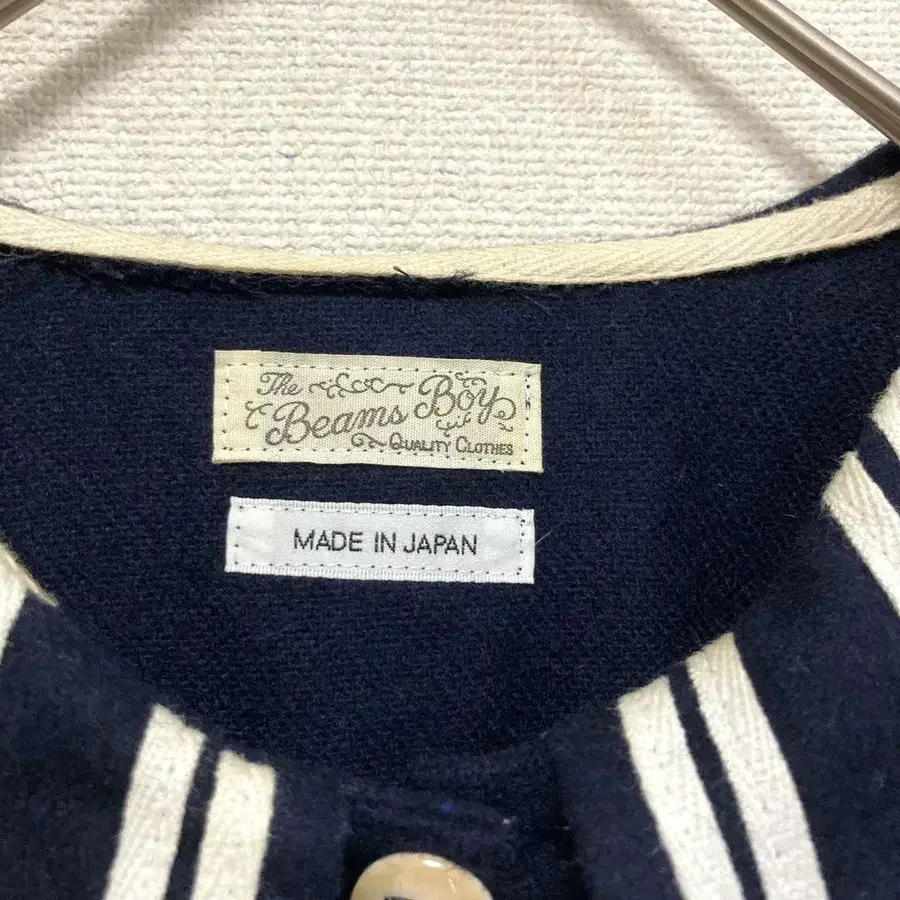 The
Beams Boy
QUALITY CLOTHES
MADE IN JAPAN